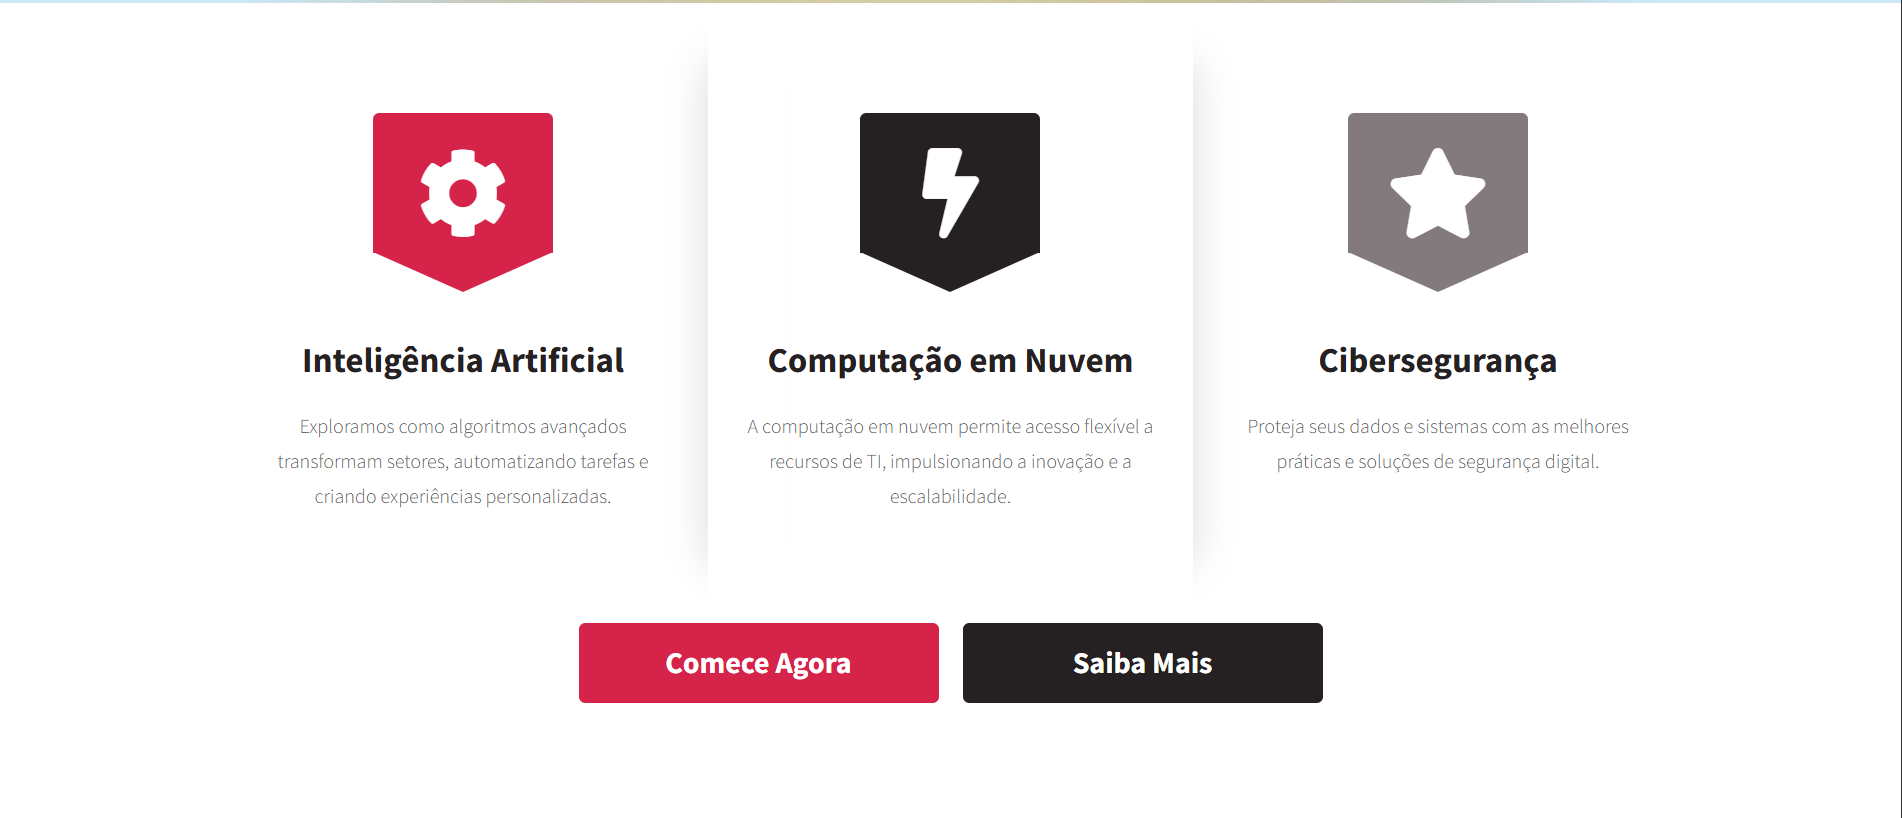 Inteligência Artificial
Exploramos como algoritmos avançados
transformam setores, automatizando tarefas e
criando experiências personalizadas.
Computação em Nuvem
A computação em nuvem permite acesso flexível a
recursos de TI, impulsionando a inovação e a
escalabilidade.
Cibersegurança
Proteja seus dados e sistemas com as melhores
práticas e soluções de segurança digital.
Comece Agora
Saiba Mais